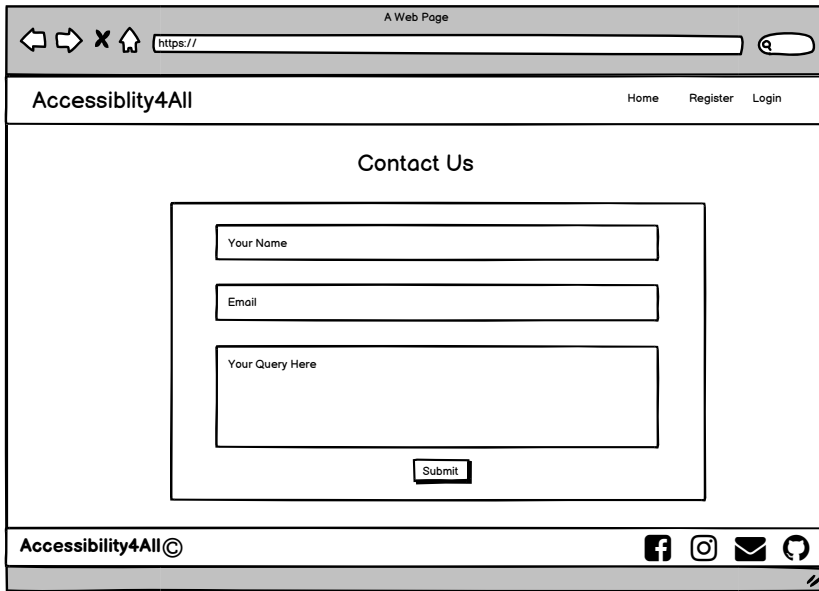 A Web Page
https://
Accessiblity4All
Home Register Login
Contact Us
Your Name
Email
Your Query Here
Submit
Accessibility4All©